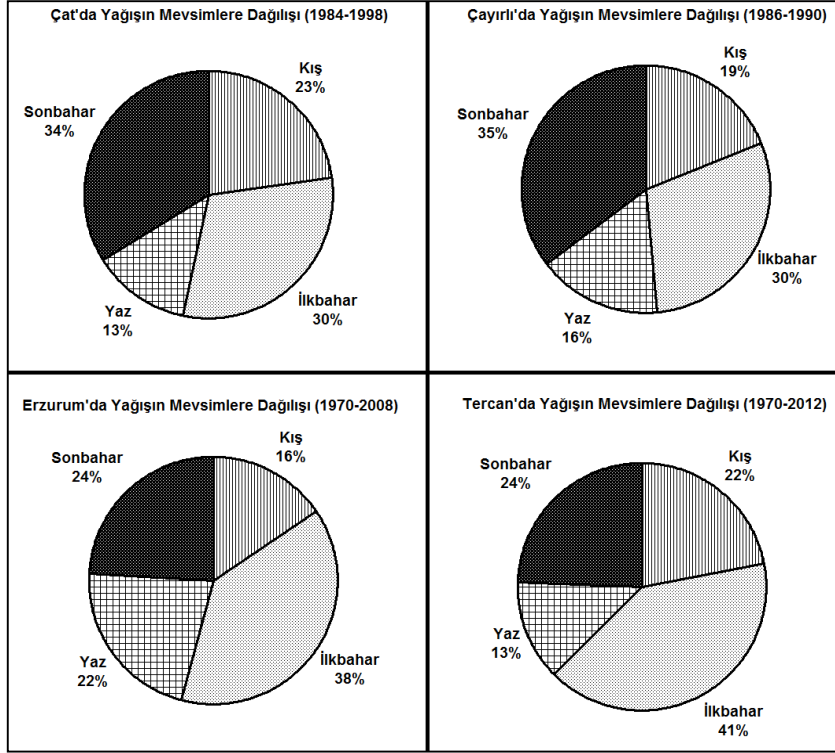 Çat'da Yağışın Mevsimlere Dağılışı (1984-1998)
Kış
23%
Sonbahar
34%
Yaz
13%
İlkbahar
30%
Çayırlı'da Yağışın Mevsimlere Dağılışı (1986-1990)
Kış
19%
Sonbahar
35%
İlkbahar
30%
Yaz
16%
Erzurum'da Yağışın Mevsimlere Dağılışı (1970-2008)
Kış
16%
Sonbahar
24%
Yaz
22%
İlkbahar
38%
Tercan'da Yağışın Mevsimlere Dağılışı (1970-2012)
Kış
22%
Sonbahar
24%
Yaz
13%
İlkbahar
41%